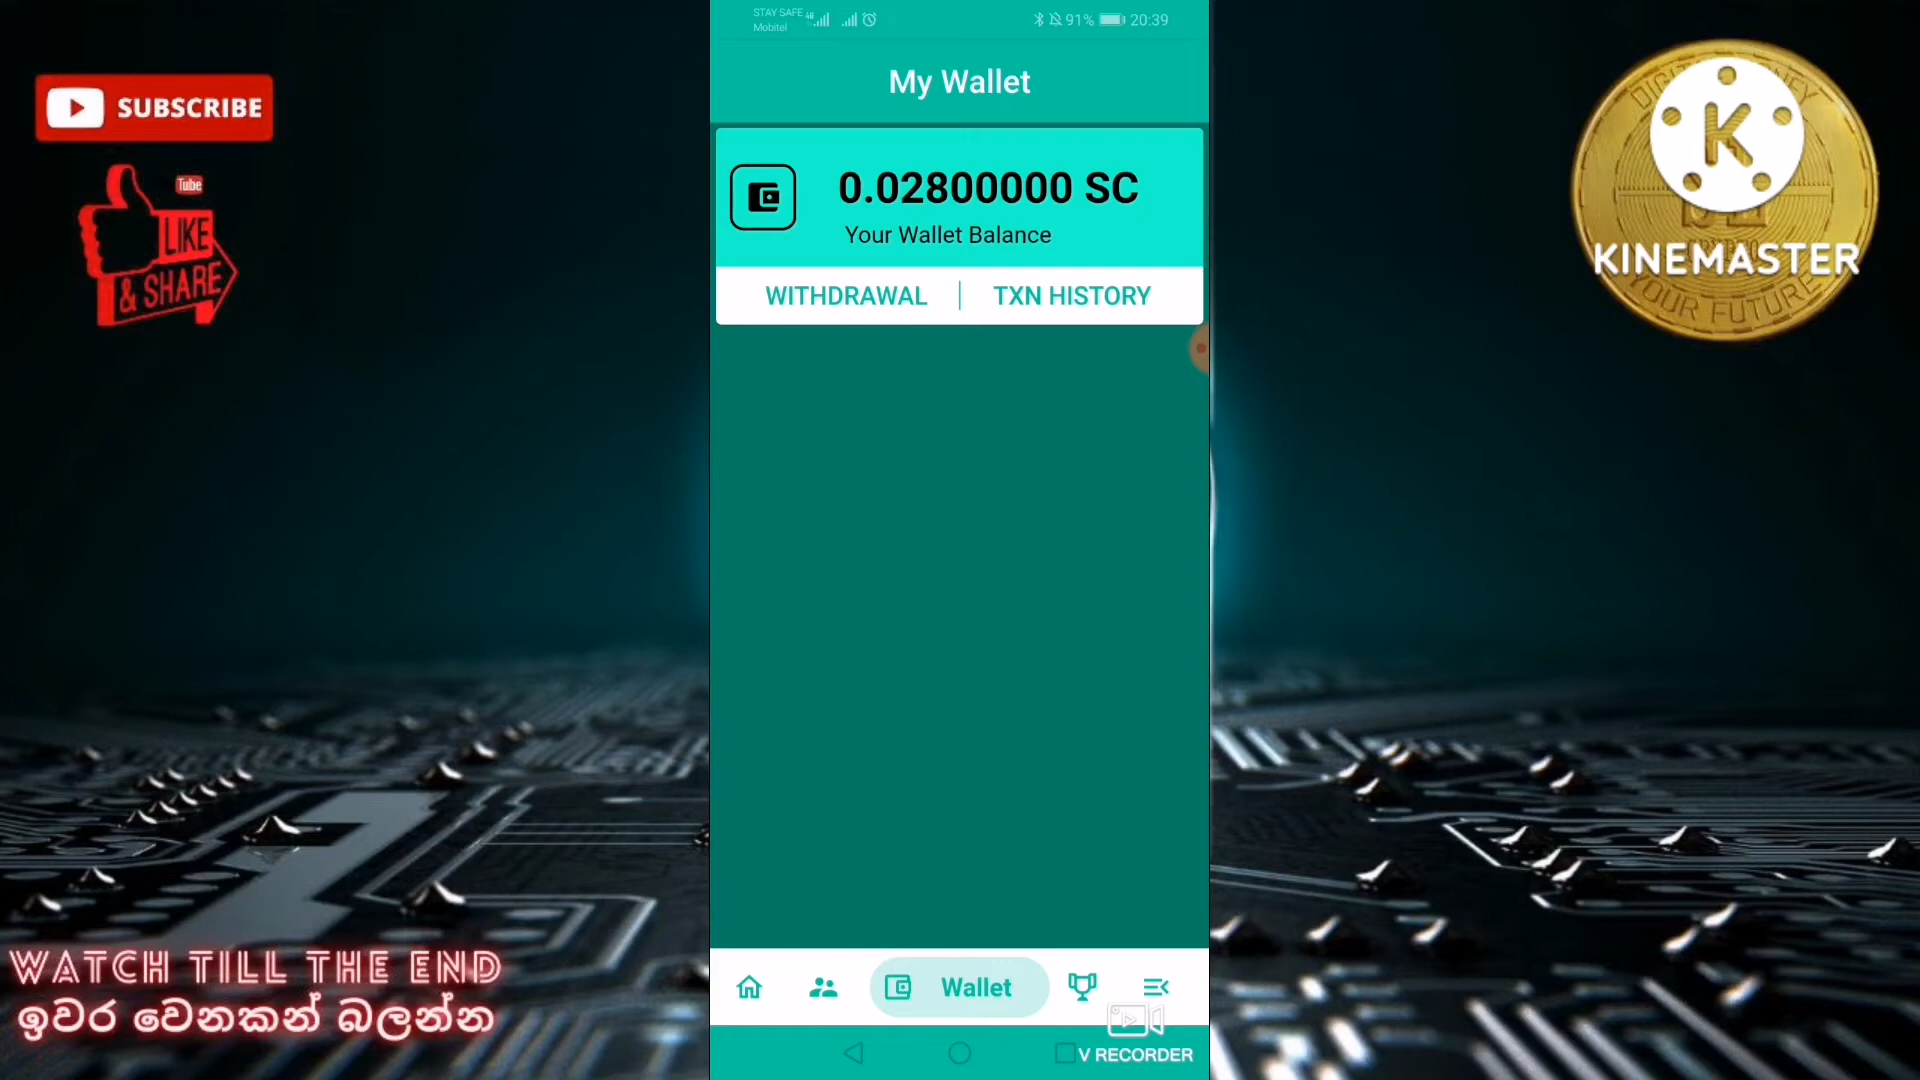 STAY SAFE
Mobitel
4G
91%
20:39
My Wallet
SUBSCRIBE
Tube
LIKE
& SHARE
0.02800000 SC
Your Wallet Balance
WITHDRAWAL
TXN HISTORY
K
KINEMASTER
YOUR FUTURE
WATCH TILL THE END
ඉවර වෙනකන් බලන්න
Wallet
V RECORDER